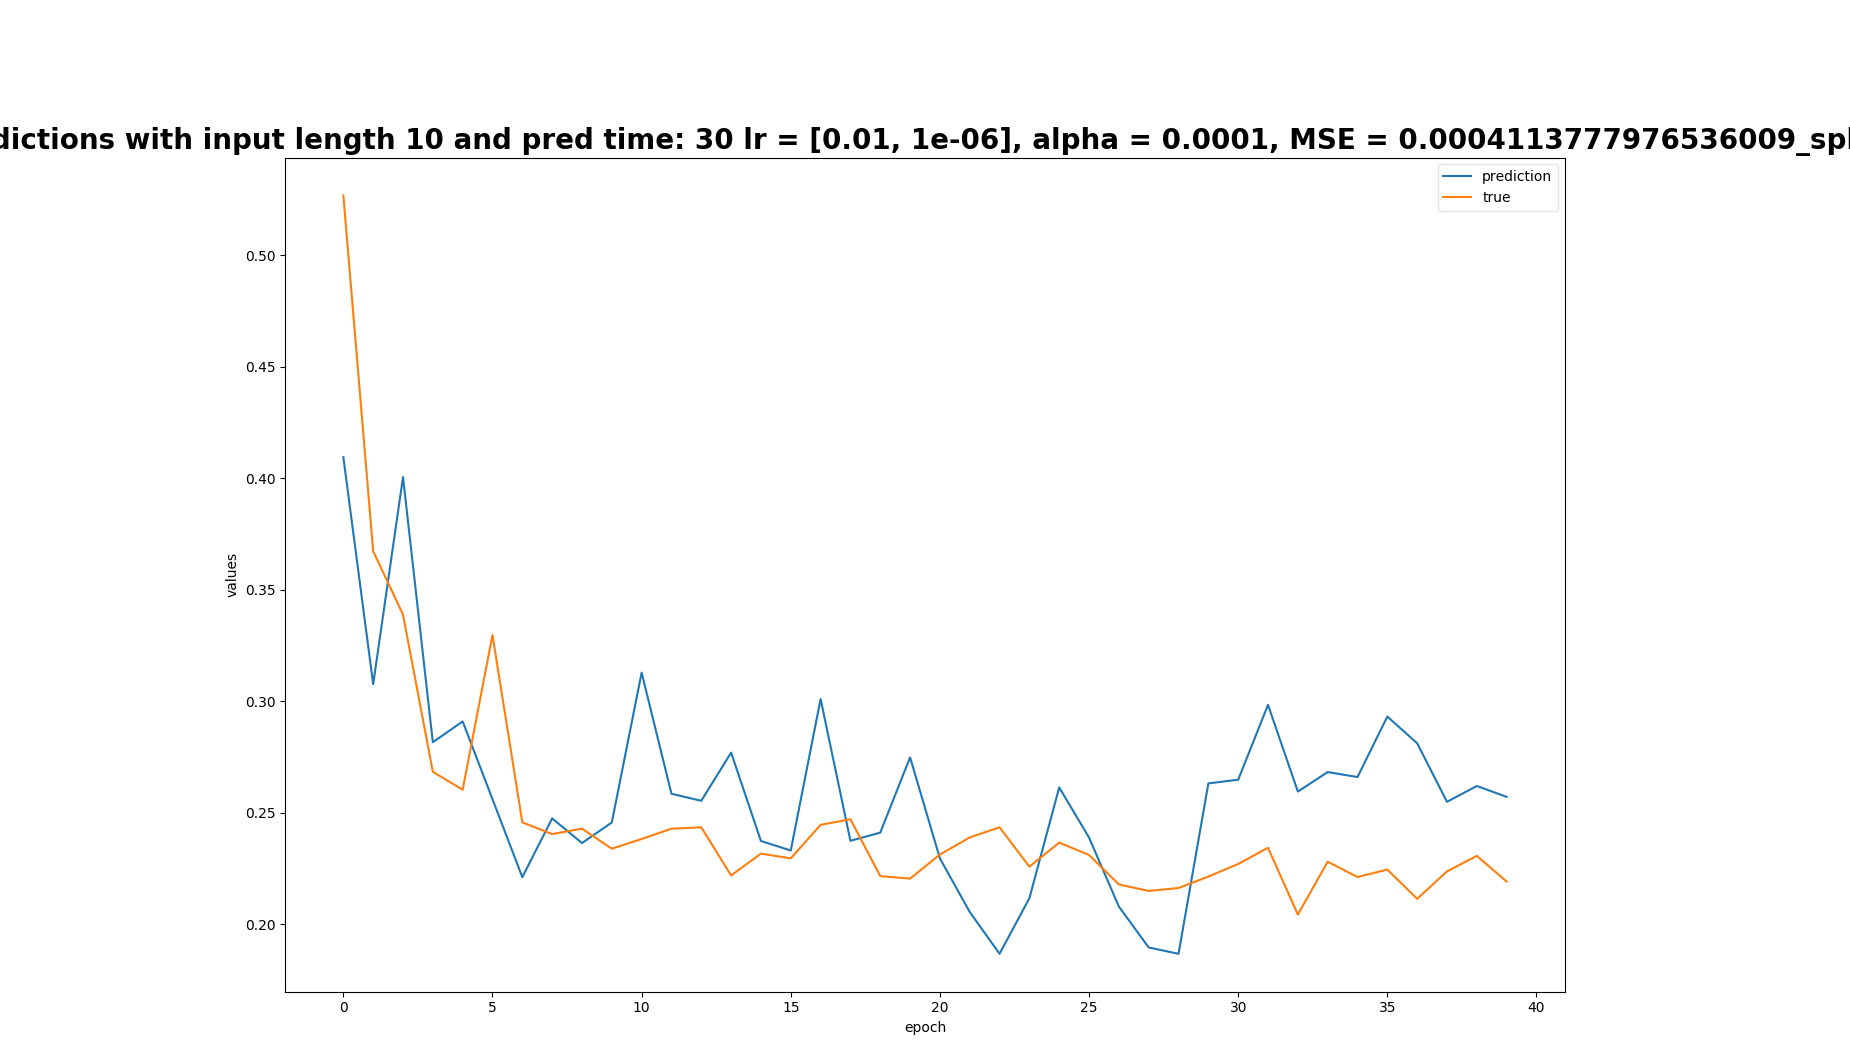 dictions with input length 10 and pred time: 30 lr = [0.01, 1e-06], alpha = 0.0001, MSE = 0.0004113777976536009_spl
prediction
true
0.50
0.45
0.40
0.35
0.30
0.25
0.20
values
0 5 10 15 20 25 30 35 40
epoch